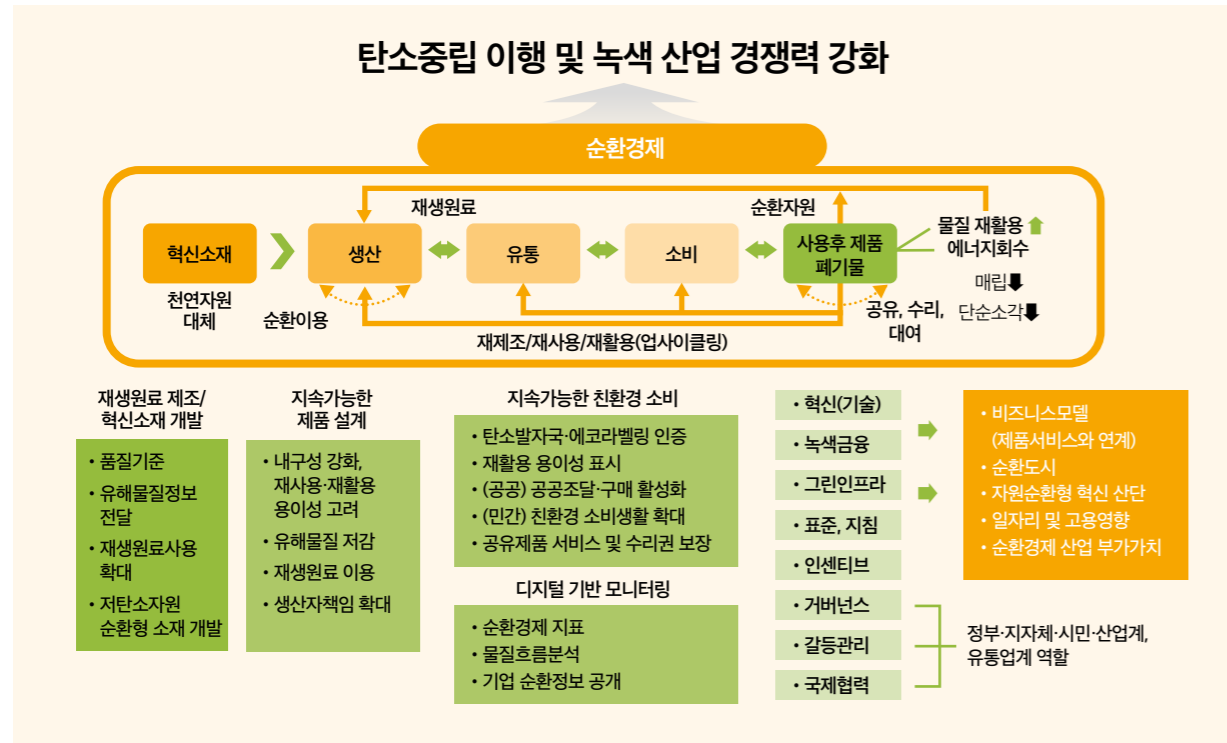 탄소중립 이행 및 녹색 산업 경쟁력 강화
순환경제
재생원료
순환자원
혁신소재
생산
유통
소비
사용후 제품
폐기물
물질 재활용
에너지회수
매립
단순소각
천연자원
대체
순환이용
공유, 수리,
대여
재제조/재사용/재활용(업사이클링)
재생원료 제조/
혁신소재 개발
• 품질기준
• 유해물질정보
전달
• 재생원료사용
확대
• 저탄소자원
순환형 소재 개발
지속가능한
제품 설계
• 내구성 강화,
재사용·재활용
용이성 고려
• 유해물질 저감
• 재생원료 이용
• 생산자책임 확대
지속가능한 친환경 소비
• 탄소발자국·에코라벨링 인증
• 재활용 용이성 표시
• (공공) 공공조달·구매 활성화
• (민간) 친환경 소비생활 확대
• 공유제품 서비스 및 수리권 보장
디지털 기반 모니터링
• 순환경제 지표
• 물질흐름분석
• 기업 순환정보 공개
• 혁신(기술)
• 녹색금융
• 그린인프라
• 표준, 지침
• 인센티브
• 거버넌스
• 갈등관리
• 국제협력
• 비즈니스모델
(제품서비스와 연계)
• 순환도시
• 자원순환형 혁신 산단
• 일자리 및 고용영향
• 순환경제 산업 부가가치
정부·지자체·시민·산업계,
유통업계 역할